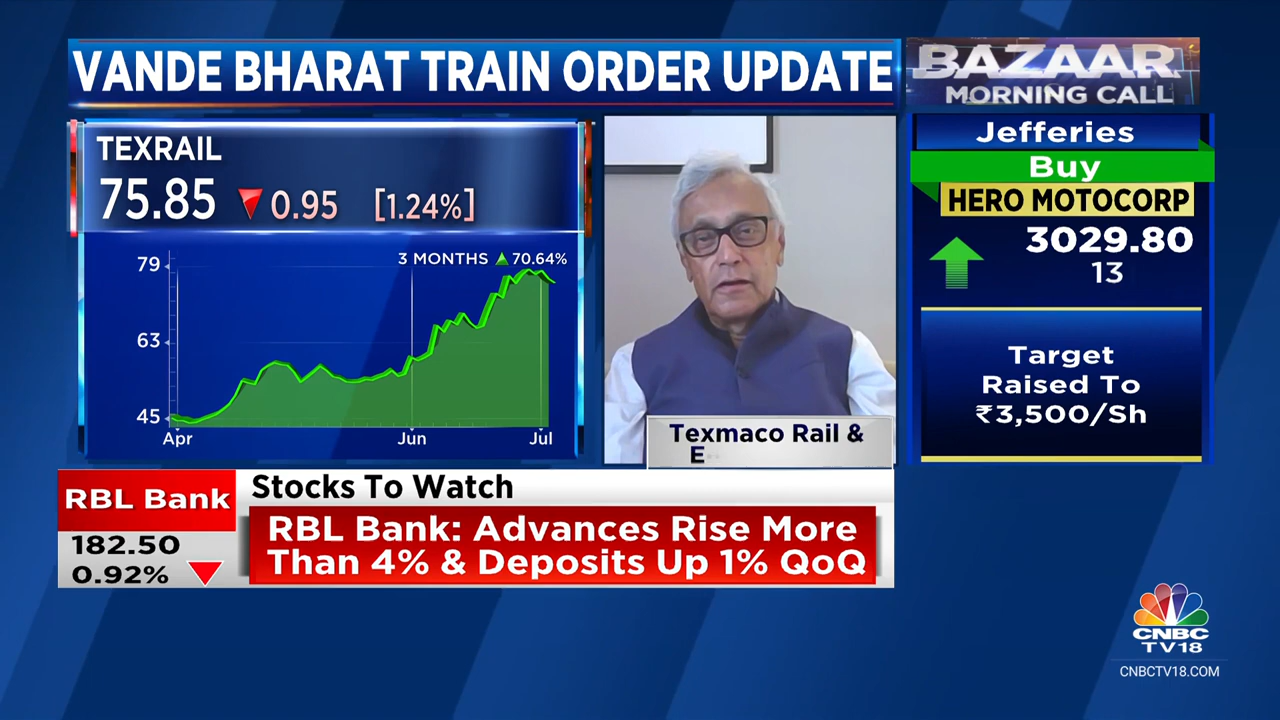 VANDE BHARAT TRAIN ORDER UPDATE
BAZAAR
MORNING CALL
TEXRAIL
75.85 0.95 [1.24%]
3 MONTHS 70.64%
79
63
45
Apr Jun Jul
Texmaco Rail &
E
Jefferies
Buy
HERO MOTOCORP
3029.80
13
Target
Raised To
₹3,500/Sh
RBL Bank
182.50
0.92%
Stocks To Watch
RBL Bank: Advances Rise More
Than 4% & Deposits Up 1% QoQ
CNBC
TV18
CNBCTV18.COM